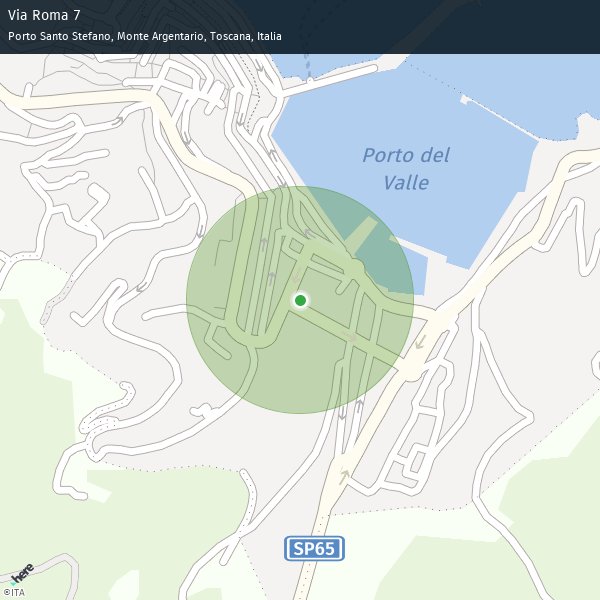 Via Roma 7
Porto Santo Stefano, Monte Argentario, Toscana, Italia
Porto del
Valle
SP65
here
©ITA